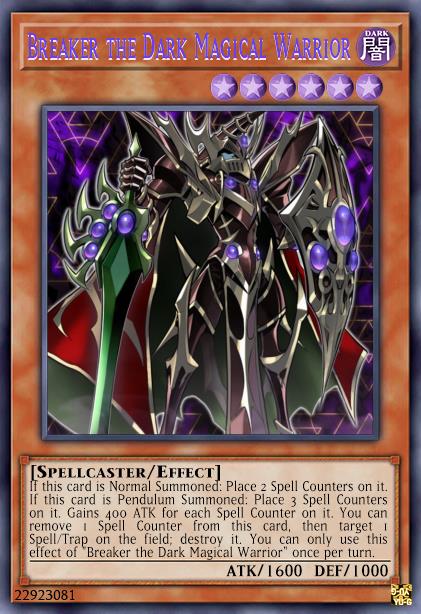 Breaker the Dark Magical Warrior
DARK
闇
[Spellcaster/Effect]
If this card is Normal Summoned: Place 2 Spell Counters on it.
If this card is Pendulum Summoned: Place 3 Spell Counters
on it. Gains 400 ATK for each Spell Counter on it. You can
remove 1 Spell Counter from this card, then target 1
Spell/Trap on the field; destroy it. You can only use this
effect of "Breaker the Dark Magical Warrior" once per turn.
ATK/1600 DEF/1000
22923081